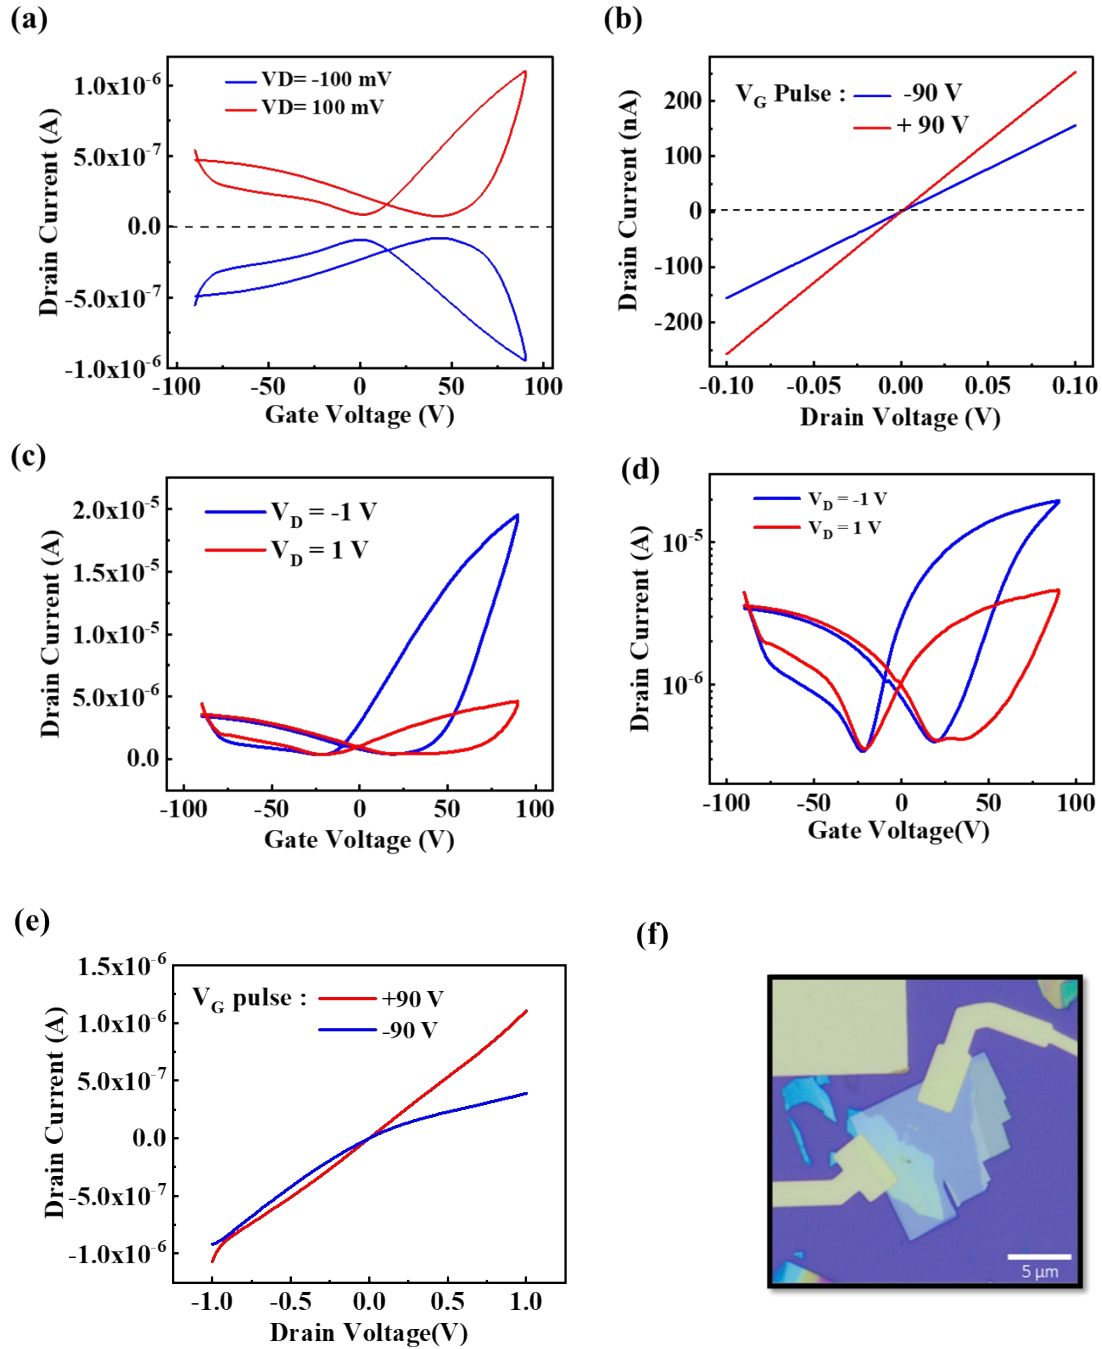 (a)
Drain Current (A)
1.0x10⁻⁶
5.0x10⁻⁷
0.0
-5.0x10⁻⁷
-1.0x10⁻⁶
VD= -100 mV
VD= 100 mV
-100 -50 0 50 100
Gate Voltage (V)
(b)
Drain Current (nA)
200
100
0
-100
-200
V_G Pulse : -90 V
+ 90 V
-0.10 -0.05 0.00 0.05 0.10
Drain Voltage (V)
(c)
Drain Current (A)
2.0x10⁻⁵
1.5x10⁻⁵
1.0x10⁻⁵
5.0x10⁻⁶
0.0
V_D = -1 V
V_D = 1 V
-100 -50 0 50 100
Gate Voltage (V)
(d)
Drain Current (A)
10⁻⁵
10⁻⁶
V_D = -1 V
V_D = 1 V
-100 -50 0 50 100
Gate Voltage(V)
(e)
Drain Current (A)
1.5x10⁻⁶
1.0x10⁻⁶
5.0x10⁻⁷
0.0
-5.0x10⁻⁷
-1.0x10⁻⁶
V_G pulse : +90 V
-90 V
-1.0 -0.5 0.0 0.5 1.0
Drain Voltage(V)
(f)
5 μm